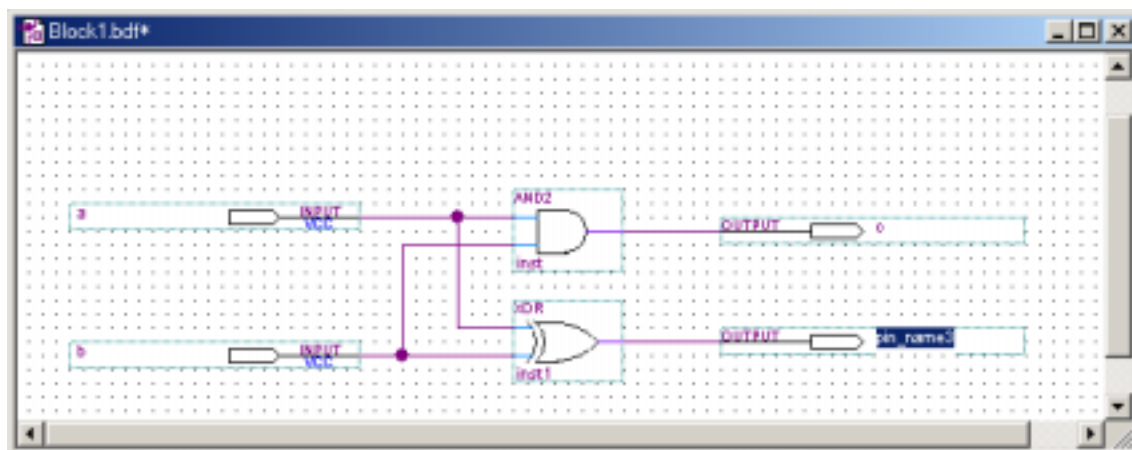 Block1.bdf*
AND2
a
INPUT
VCC
OUTPUT
c
inst
XOR
b
INPUT
VCC
OUTPUT
pin_name3
inst1